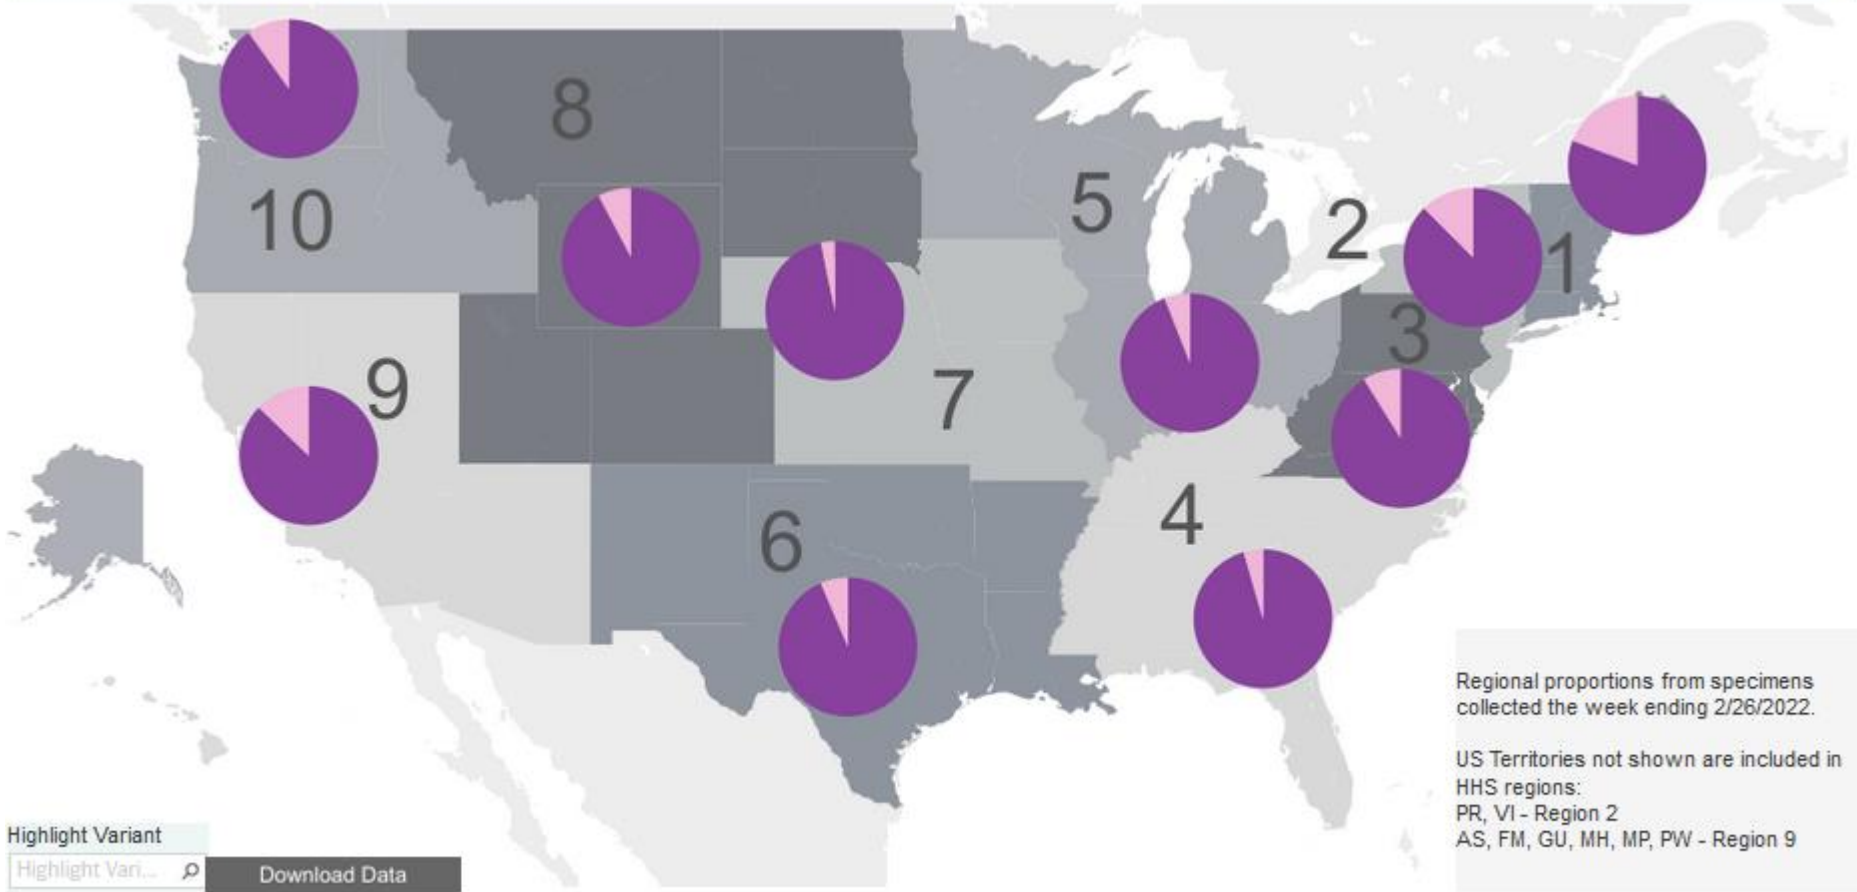 8
10
5
2
1
3
9
7
6
4
Regional proportions from specimens
collected the week ending 2/26/2022.
US Territories not shown are included in
HHS regions:
PR, VI - Region 2
AS, FM, GU, MH, MP, PW - Region 9
Highlight Variant
Highlight Vari...
Download Data